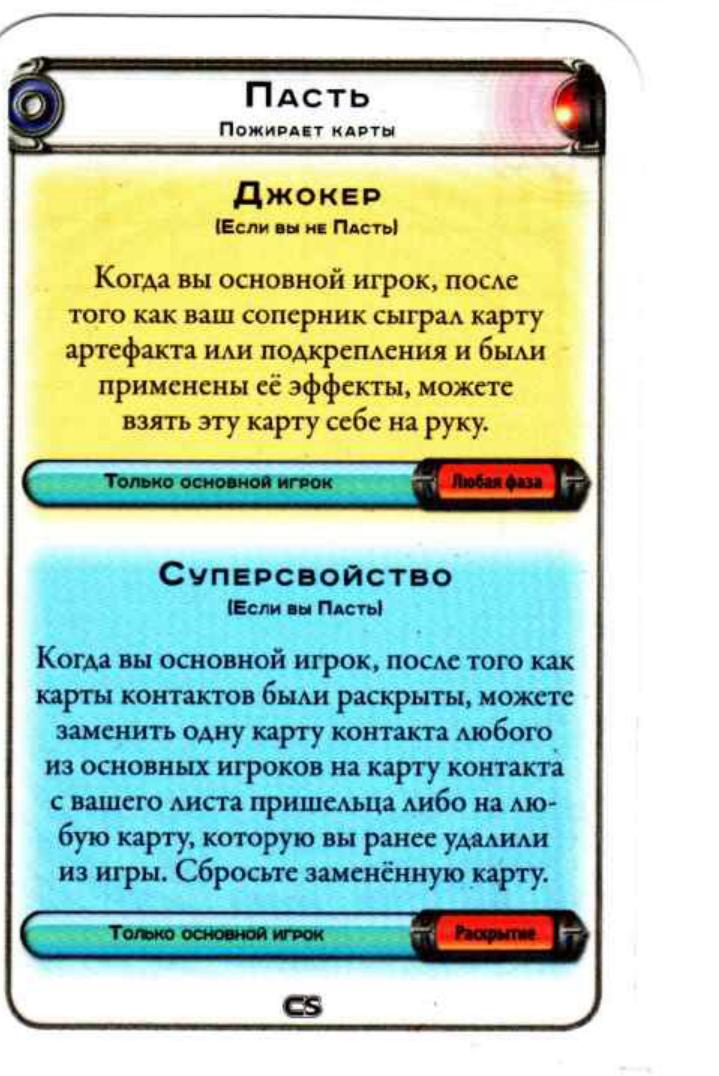 Пасть
Пожирает карты
Джокер
(Если вы не Пасть)
Когда вы основной игрок, после
того как ваш соперник сыграл карту
артефакта или подкрепления и были
применены её эффекты, можете
взять эту карту себе на руку.
Только основной игрок
Любая фаза
Суперсвойство
(Если вы Пасть)
Когда вы основной игрок, после того как
карты контактов были раскрыты, можете
заменить одну карту контакта любого
из основных игроков на карту контакта
с вашего листа пришельца либо на лю-
бую карту, которую вы ранее удалили
из игры. Сбросьте заменённую карту.
Только основной игрок
Раскрытие
CS